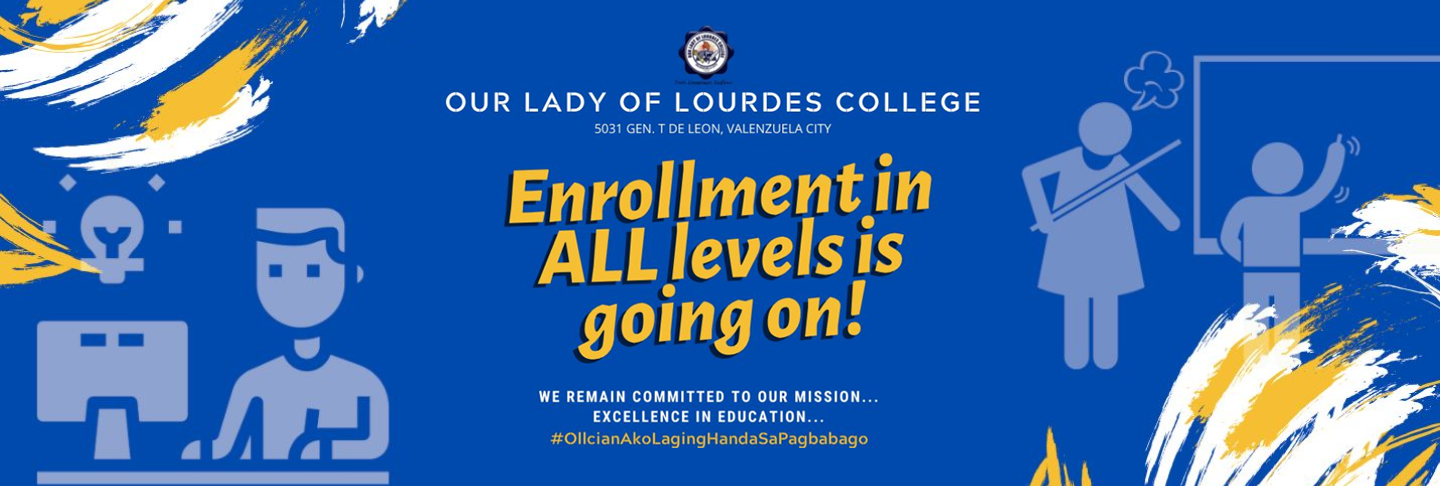 OUR LADY OF LOURDES COLLEGE
5031 GEN. T DE LEON, VALENZUELA CITY
Enrollment in
ALL levels is
going on!
WE REMAIN COMMITTED TO OUR MISSION...
EXCELLENCE IN EDUCATION...
#OllcianAkoLagingHandaSaPagbabago